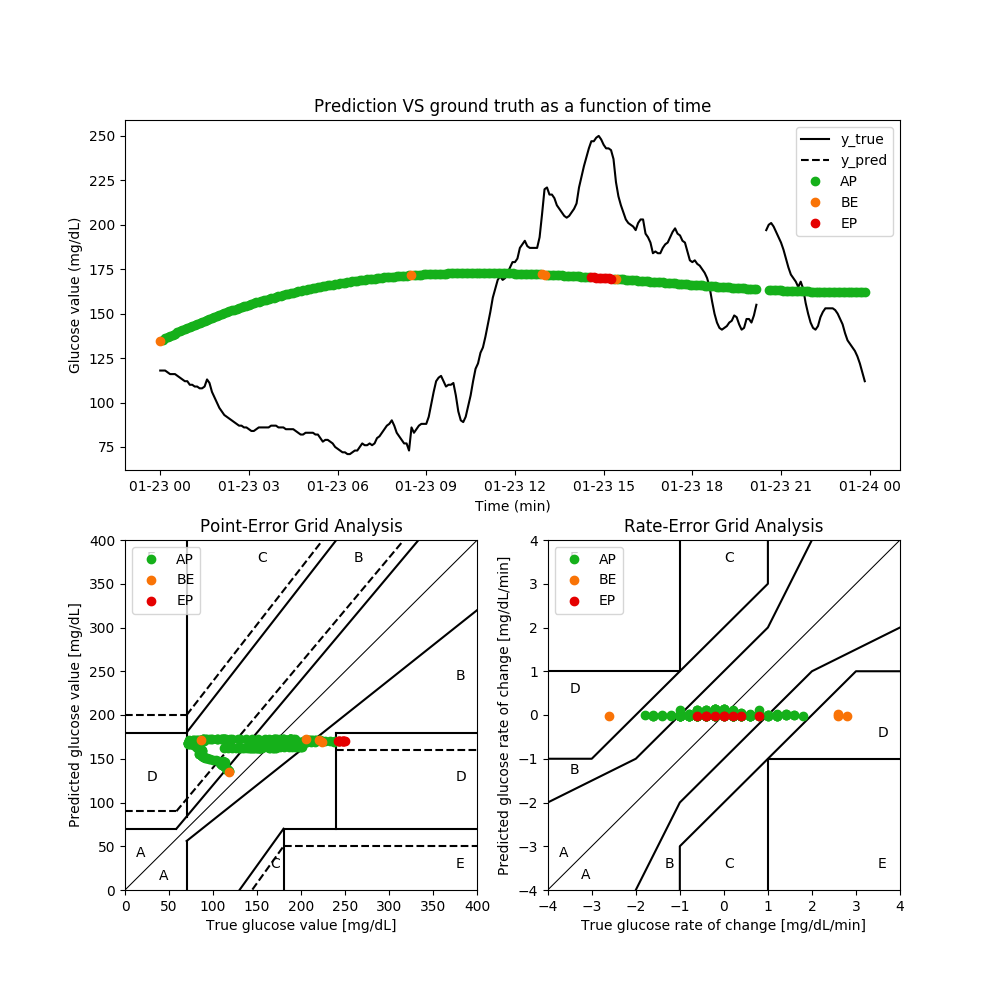 Prediction VS ground truth as a function of time
Glucose value (mg/dL)
250
225
200
175
150
125
100
75
y_true
y_pred
AP
BE
EP
01-23 00 01-23 03 01-23 06 01-23 09 01-23 12 01-23 15 01-23 18 01-23 21 01-24 00
Time (min)
Point-Error Grid Analysis
Predicted glucose value [mg/dL]
400
350
300
250
200
150
100
50
0
AP
BE
EP
C
B
B
D
D
A
A
C
E
0 50 100 150 200 250 300 350 400
True glucose value [mg/dL]
Rate-Error Grid Analysis
Predicted glucose rate of change [mg/dL/min]
4
3
2
1
0
−1
−2
−3
−4
AP
BE
EP
C
D
D
B
A
A
B
C
E
−4 −3 −2 −1 0 1 2 3 4
True glucose rate of change [mg/dL/min]